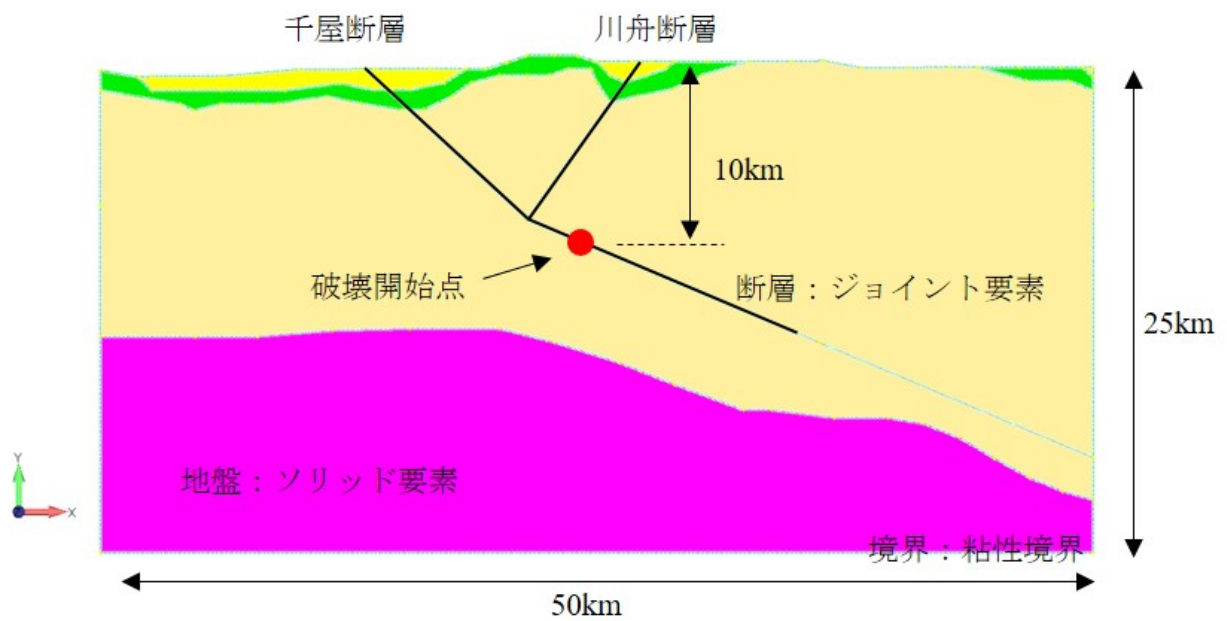 千屋断層
川舟断層
10km
破壊開始点
断層：ジョイント要素
25km
地盤：ソリッド要素
Y
X
境界：粘性境界
50km